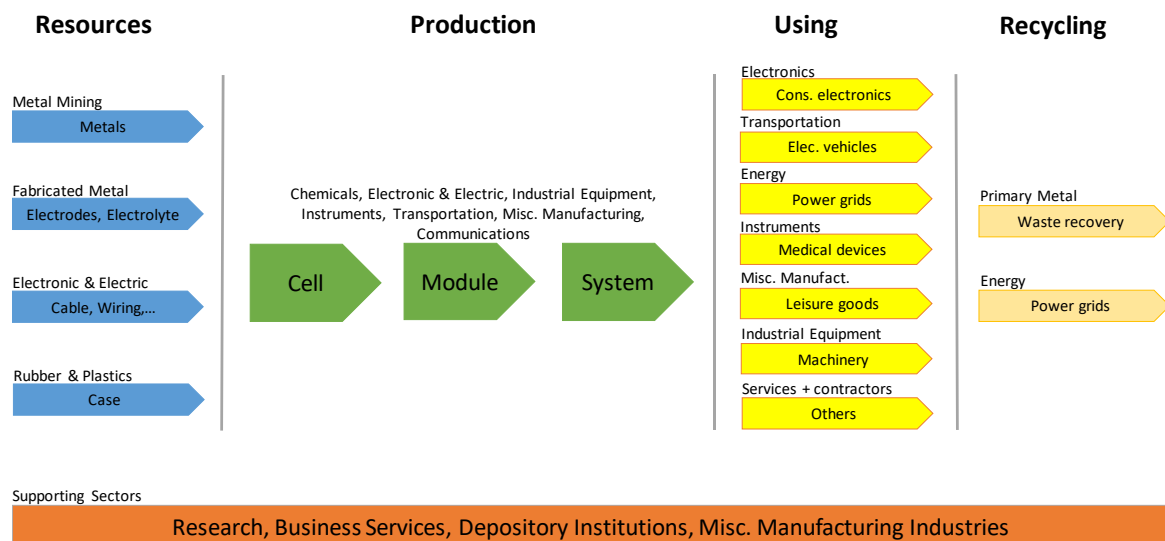 Resources
Production
Using
Recycling
Metal Mining
Metals
Fabricated Metal
Electrodes, Electrolyte
Electronic & Electric
Cable, Wiring,…
Rubber & Plastics
Case
Chemicals, Electronic & Electric, Industrial Equipment,
Instruments, Transportation, Misc. Manufacturing,
Communications
Cell
Module
System
Electronics
Cons. electronics
Transportation
Elec. vehicles
Energy
Power grids
Instruments
Medical devices
Misc. Manufact.
Leisure goods
Industrial Equipment
Machinery
Services + contractors
Others
Primary Metal
Waste recovery
Energy
Power grids
Supporting Sectors
Research, Business Services, Depository Institutions, Misc. Manufacturing Industries